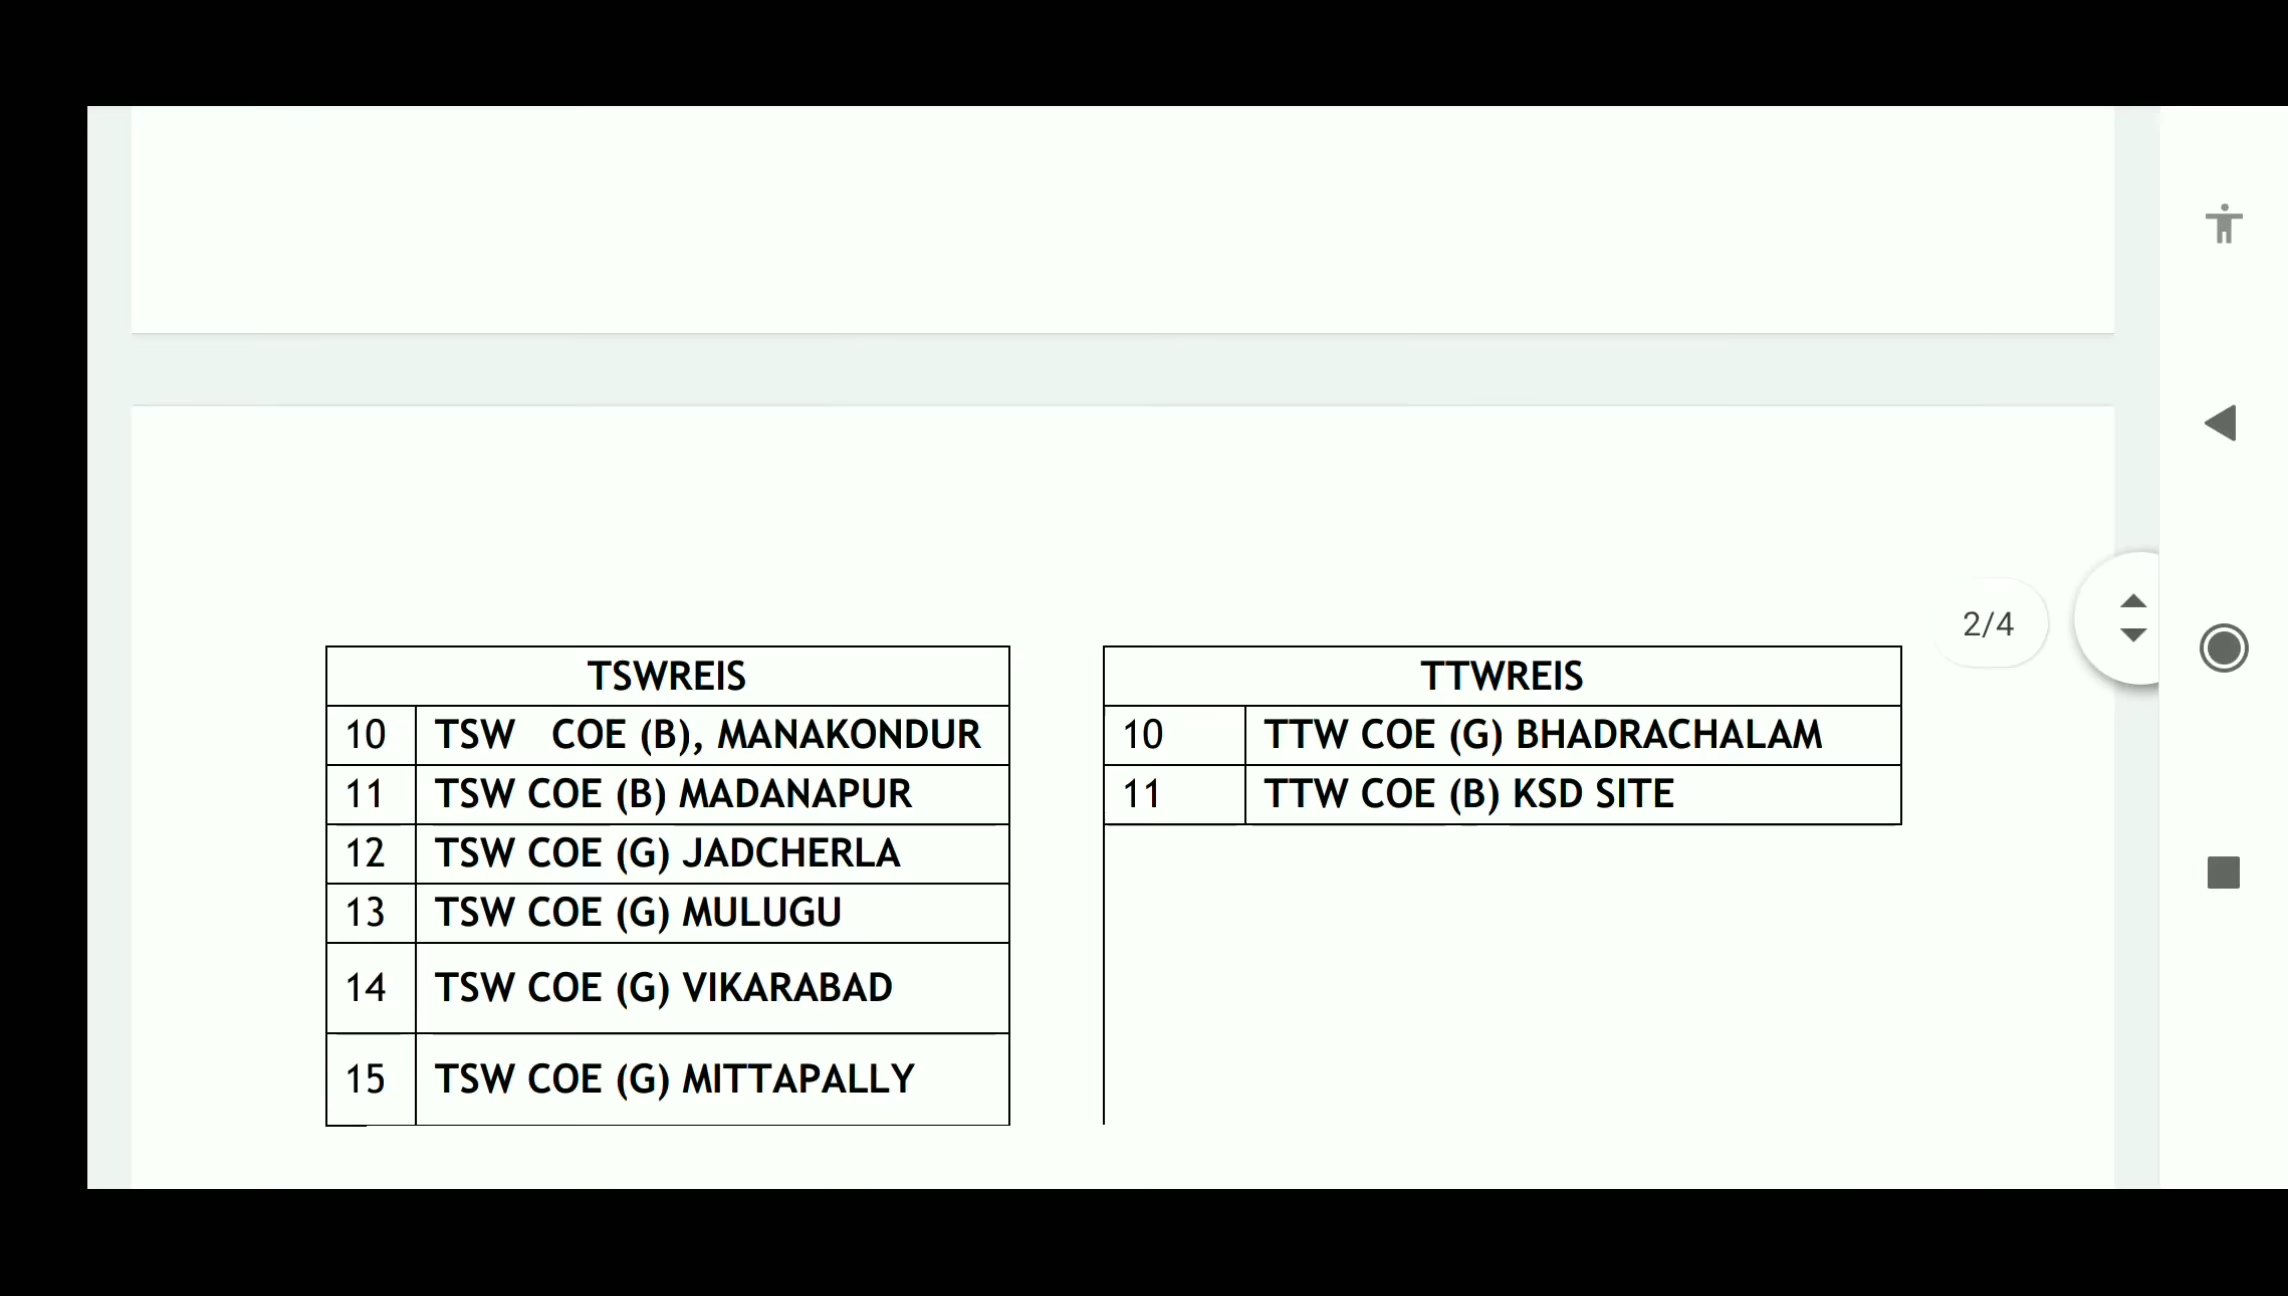 2/4
TSWREIS
10 TSW COE (B), MANAKONDUR
11 TSW COE (B) MADANAPUR
12 TSW COE (G) JADCHERLA
13 TSW COE (G) MULUGU
14 TSW COE (G) VIKARABAD
15 TSW COE (G) MITTAPALLY
TTWREIS
10 TTW COE (G) BHADRACHALAM
11 TTW COE (B) KSD SITE